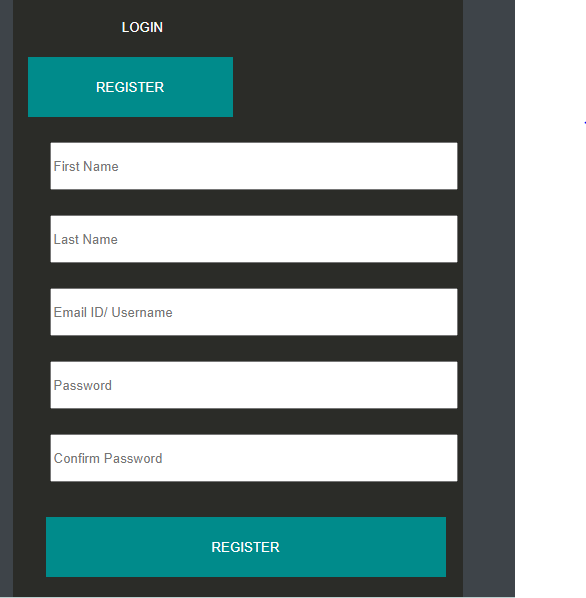 LOGIN
REGISTER
First Name
Last Name
Email ID/ Username
Password
Confirm Password
REGISTER